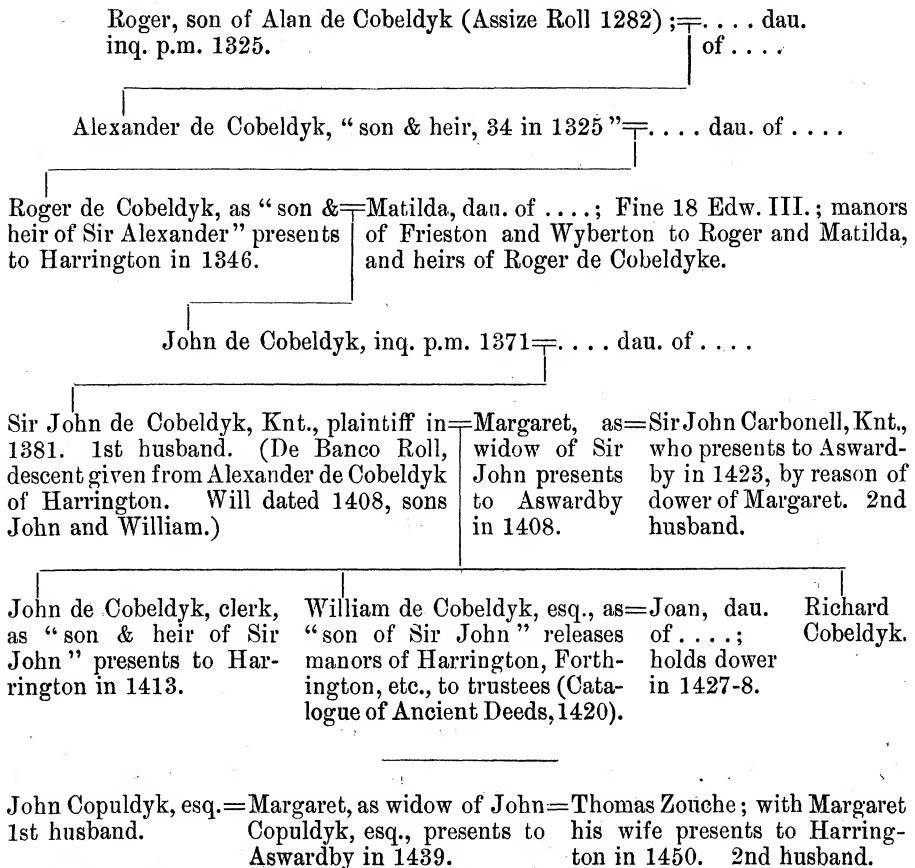 Roger, son of Alan de Cobeldyk (Assize Roll 1282) ;=. . . . dau.
inq. p.m. 1325. of . . . .
Alexander de Cobeldyk, “ son & heir, 34 in 1325 ”=. . . . dau. of . . . .
Roger de Cobeldyk, as “ son &=
heir of Sir Alexander ” presents
to Harrington in 1346.
Matilda, dau. of . . . .; Fine 18 Edw. III.; manors
of Frieston and Wyberton to Roger and Matilda,
and heirs of Roger de Cobeldyke.
John de Cobeldyk, inq. p.m. 1371=. . . . dau. of . . . .
Sir John de Cobeldyk, Knt., plaintiff in=
1381. 1st husband. (De Banco Roll,
descent given from Alexander de Cobeldyk
of Harrington. Will dated 1408, sons
John and William.)
Margaret, as=
widow of Sir
John presents
to Aswardby
in 1408.
Sir John Carbonell, Knt.,
who presents to Asward-
by in 1423, by reason of
dower of Margaret. 2nd
husband.
John de Cobeldyk, clerk,
as “ son & heir of Sir
John ” presents to Har-
rington in 1413.
William de Cobeldyk, esq., as=
“ son of Sir John ” releases
manors of Harrington, Forth-
ington, etc., to trustees (Cata-
logue of Ancient Deeds, 1420).
Joan, dau.
of . . . .;
holds dower
in 1427-8.
Richard
Cobeldyk.
John Copuldyk, esq.=
1st husband.
Margaret, as widow of John=
Copuldyk, esq., presents to
Aswardby in 1439.
Thomas Zouche; with Margaret
his wife presents to Harring-
ton in 1450. 2nd husband.